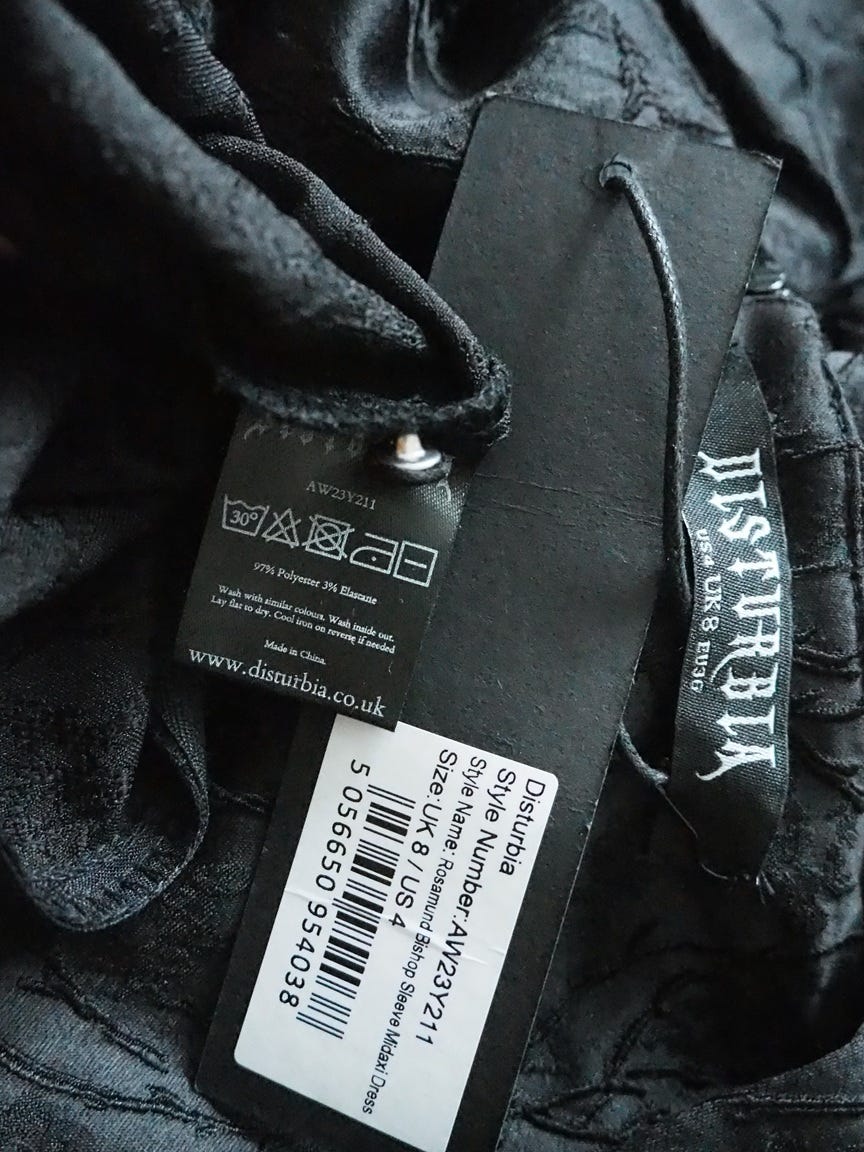 AW23Y211
30°
97% Polyester 3% Elastane
Wash with similar colours. Wash inside out.
Lay flat to dry. Cool iron on reverse if needed
Made in China.
www.disturbia.co.uk
DISTURBIA
US4 UK8 EU36
Disturbia
Style Number:AW23Y211
Style Name: Rosamund Bishop Sleeve Midaxi Dress
Size:UK 8 / US 4
5 056650 954038